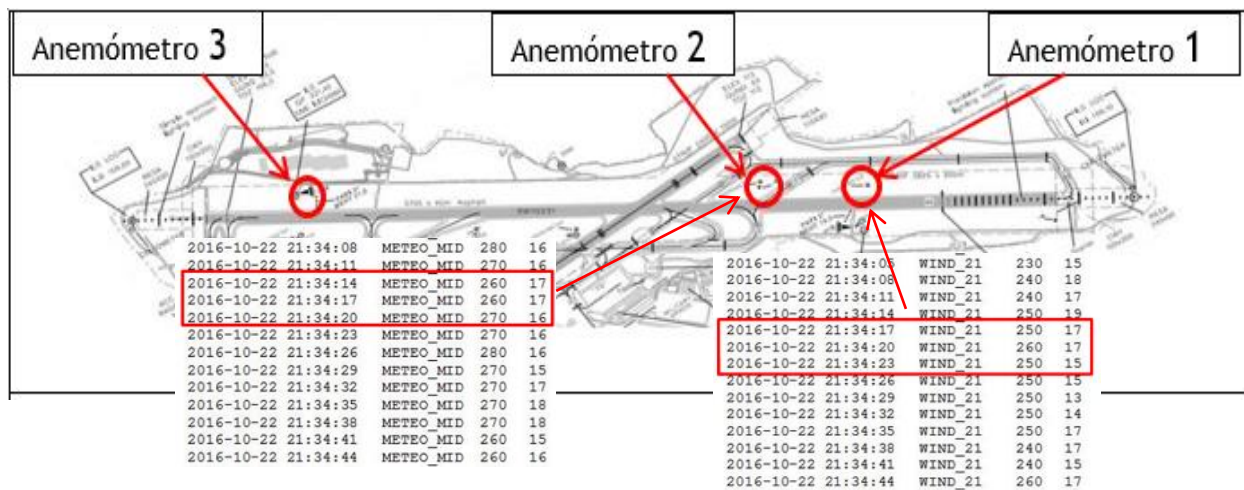 Anemómetro 3
Anemómetro 2
Anemómetro 1
2016-10-22 21:34:08 METEO_MID 280 16
2016-10-22 21:34:11 METEO_MID 270 16
2016-10-22 21:34:14 METEO_MID 260 17
2016-10-22 21:34:17 METEO_MID 260 17
2016-10-22 21:34:20 METEO_MID 270 16
2016-10-22 21:34:23 METEO_MID 270 16
2016-10-22 21:34:26 METEO_MID 280 16
2016-10-22 21:34:29 METEO_MID 270 15
2016-10-22 21:34:32 METEO_MID 270 17
2016-10-22 21:34:35 METEO_MID 270 18
2016-10-22 21:34:38 METEO_MID 270 18
2016-10-22 21:34:41 METEO_MID 260 15
2016-10-22 21:34:44 METEO_MID 260 16
2016-10-22 21:34:05 WIND_21 230 15
2016-10-22 21:34:08 WIND_21 240 18
2016-10-22 21:34:11 WIND_21 240 17
2016-10-22 21:34:14 WIND_21 250 19
2016-10-22 21:34:17 WIND_21 250 17
2016-10-22 21:34:20 WIND_21 260 17
2016-10-22 21:34:23 WIND_21 250 15
2016-10-22 21:34:26 WIND_21 250 15
2016-10-22 21:34:29 WIND_21 250 13
2016-10-22 21:34:32 WIND_21 250 14
2016-10-22 21:34:35 WIND_21 250 17
2016-10-22 21:34:38 WIND_21 240 17
2016-10-22 21:34:41 WIND_21 240 15
2016-10-22 21:34:44 WIND_21 260 17